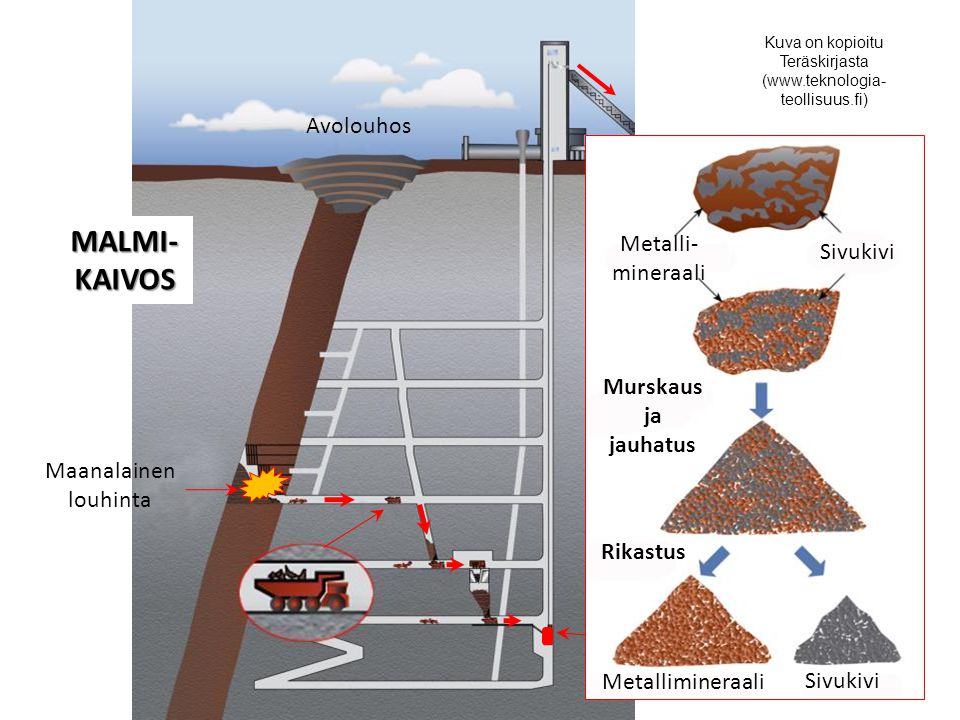 Kuva on kopioitu
Teräskirjasta
(www.teknologia-
teollisuus.fi)
Avolouhos
MALMI-
KAIVOS
Metalli-
mineraali
Sivukivi
Murskaus
ja
jauhatus
Maanalainen
louhinta
Rikastus
Metallimineraali
Sivukivi